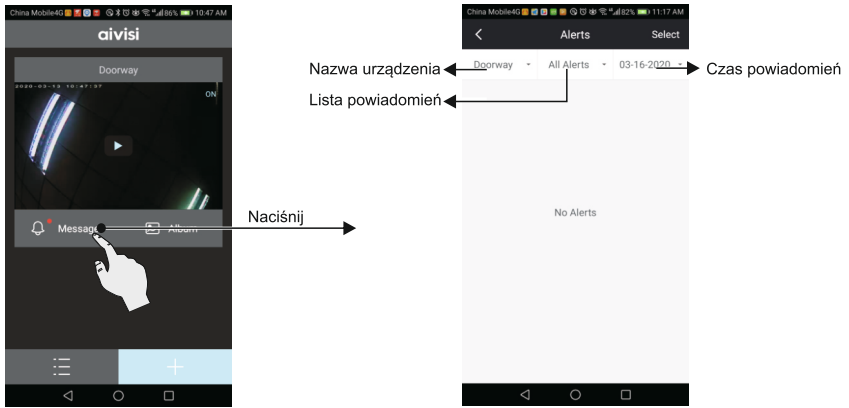 China Mobile4G 86% 10:47 AM
aivisi
Doorway
2020-03-13 10:47:37
ON
Message
Album
Naciśnij
China Mobile4G 82% 11:17 AM
Alerts Select
Doorway All Alerts 03-16-2020
Nazwa urządzenia
Czas powiadomień
Lista powiadomień
No Alerts